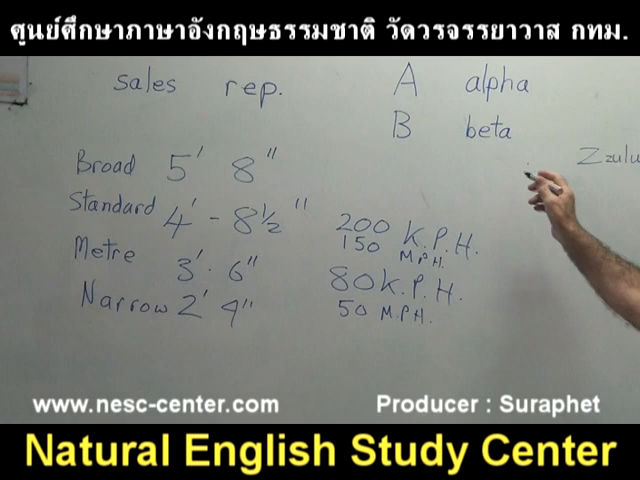 ศูนย์ศึกษาภาษาอังกฤษธรรมชาติ วัดวรจรรยาวาส กทม.
sales rep. A alpha
B beta
Z zulu
Broad 5' 8"
Standard 4' - 8 1/2 "
200 K.P.H.
150 M.P.H.
Metre 3' . 6"
80 K.P.H.
Narrow 2' 4"
50 M.P.H.
www.nesc-center.com Producer : Suraphet
Natural English Study Center